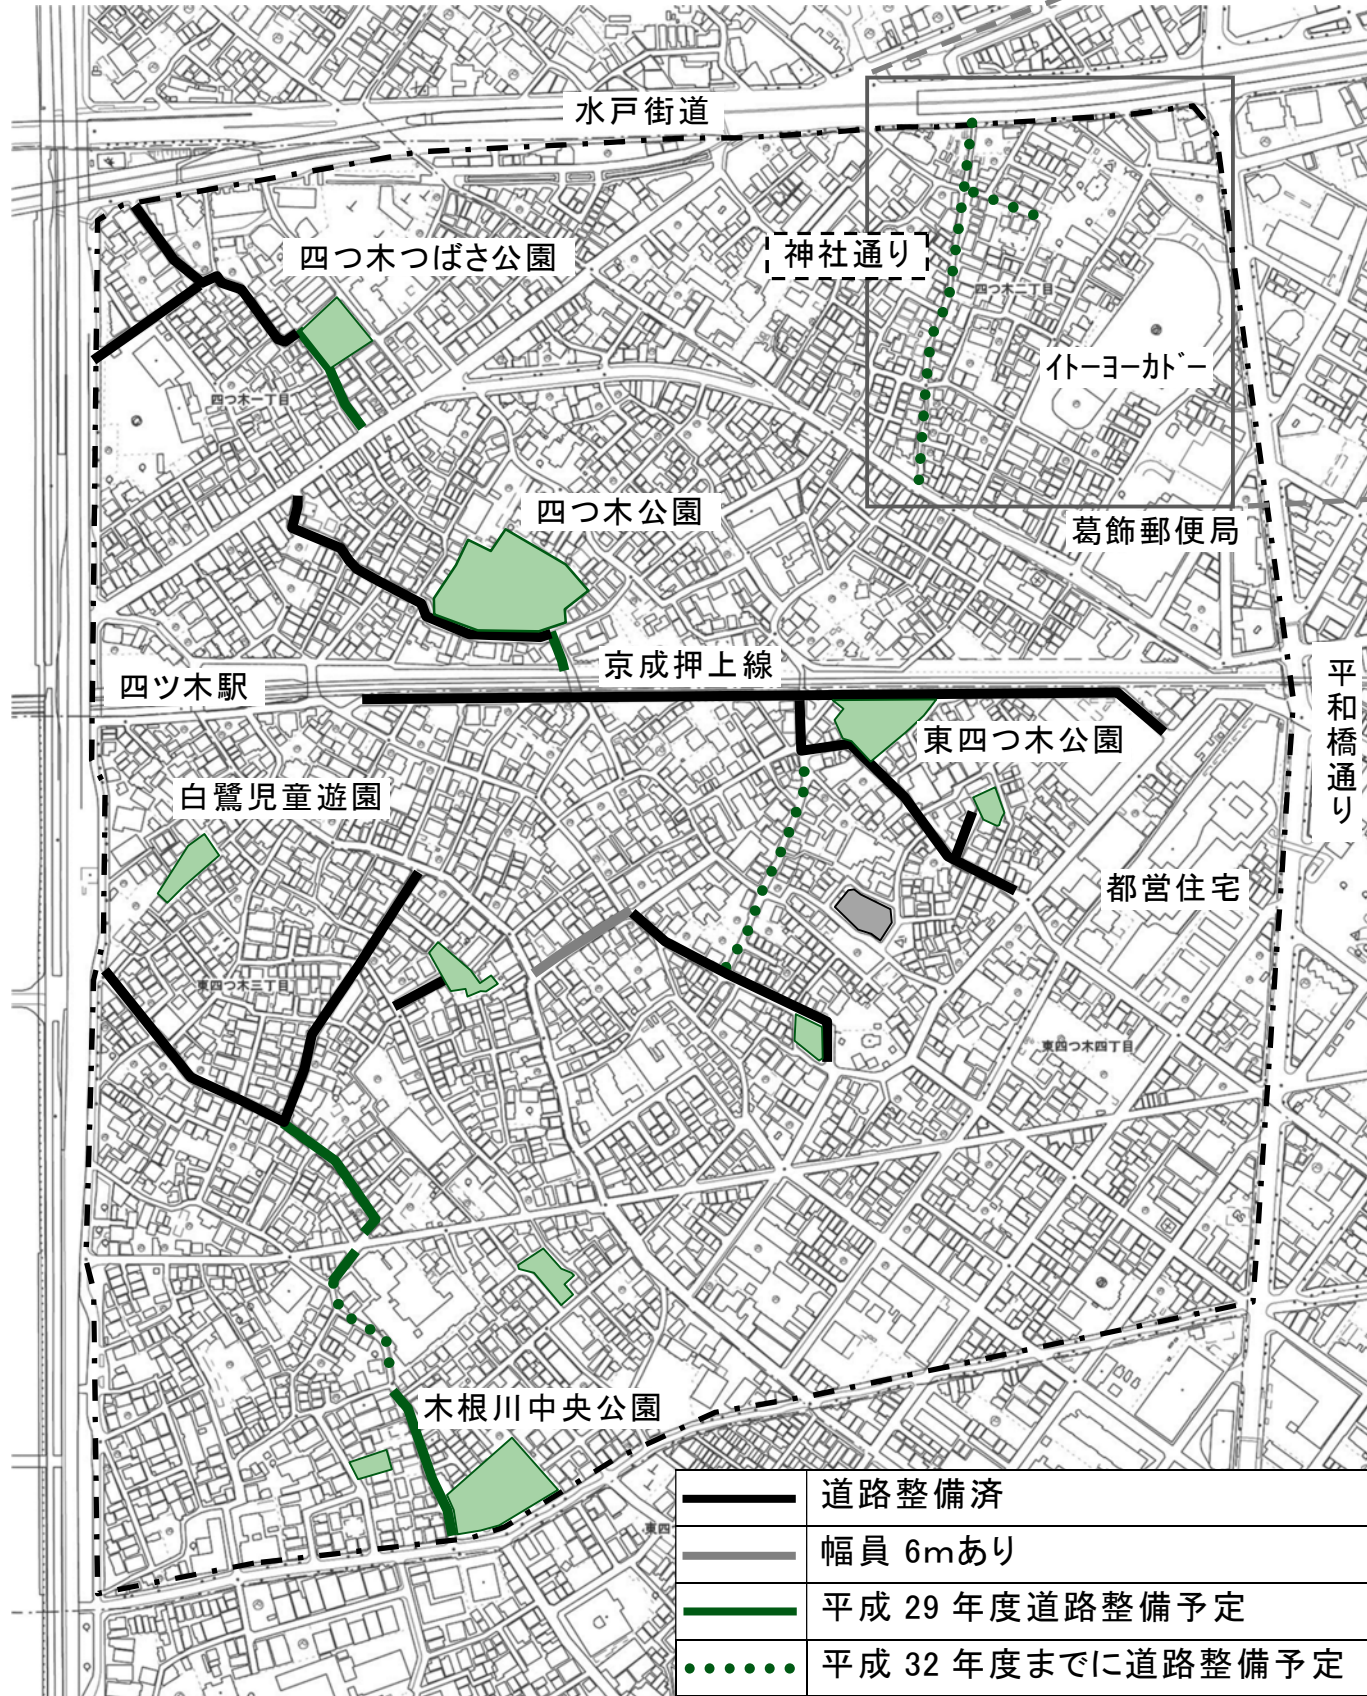 水戸街道
四つ木つばさ公園
神社通り
四つ木二丁目
イトーヨーカドー
四つ木一丁目
四つ木公園
葛飾郵便局
京成押上線
四ツ木駅
平和橋通り
東四つ木公園
白鷺児童遊園
都営住宅
東四つ木三丁目
東四つ木四丁目
木根川中央公園
東四
道路整備済
幅員 6mあり
平成 29 年度道路整備予定
平成 32 年度までに道路整備予定